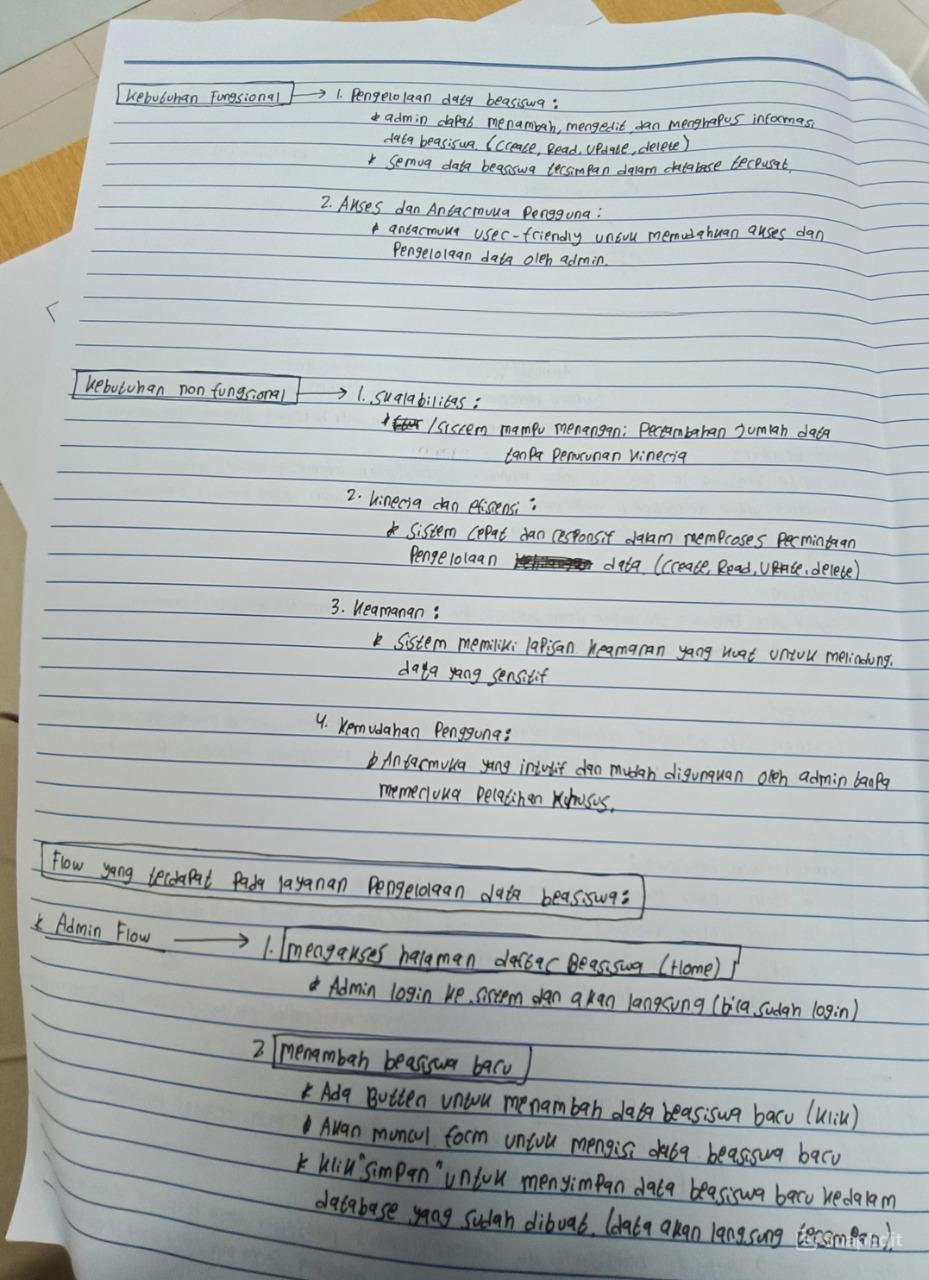 Kebutuhan Fungsional → 1. Pengelolaan data beasiswa :
* admin dapat menambah, mengedit, dan menghapus informasi
data beasiswa (Create, Read, Update, delete)
* Semua data beasiswa tersimpan dalam database terpusat.
2. Akses dan Antarmuka Pengguna :
* antarmuka user-friendly untuk memudahkan akses dan
Pengelolaan data oleh admin.
Kebutuhan non fungsional → 1. Skalabilitas :
* /sistem mampu menangani Pertambahan Jumlah data
tanpa Penurunan Kinerja
2. Kinerja dan efisiensi :
* Sistem Cepat dan responsif dalam memproses Permintaan
Pengelolaan data (Create, Read, Update, delete)
3. Keamanan :
* Sistem memiliki lapisan Keamanan yang kuat untuk melindungi
data yang sensitif
4. Kemudahan Pengguna :
* Antarmuka yang intuitif dan mudah digunakan oleh admin tanpa
memerluka Pelatihan Khusus.
Flow yang terdapat pada layanan Pengelolaan data beasiswa :
* Admin Flow → 1. mengakses halaman daftar Beasiswa (Home)
* Admin login ke sistem dan akan langsung (bila sudah login)
2 menambah beasiswa baru
* Ada Butten untuk menambah data beasiswa baru (klik)
* Akan muncul form untuk mengisi data beasiswa baru
* Klik "simpan" untuk menyimpan data beasiswa baru kedalam
database yang sudah dibuat. (data akan langsung tersimpan).